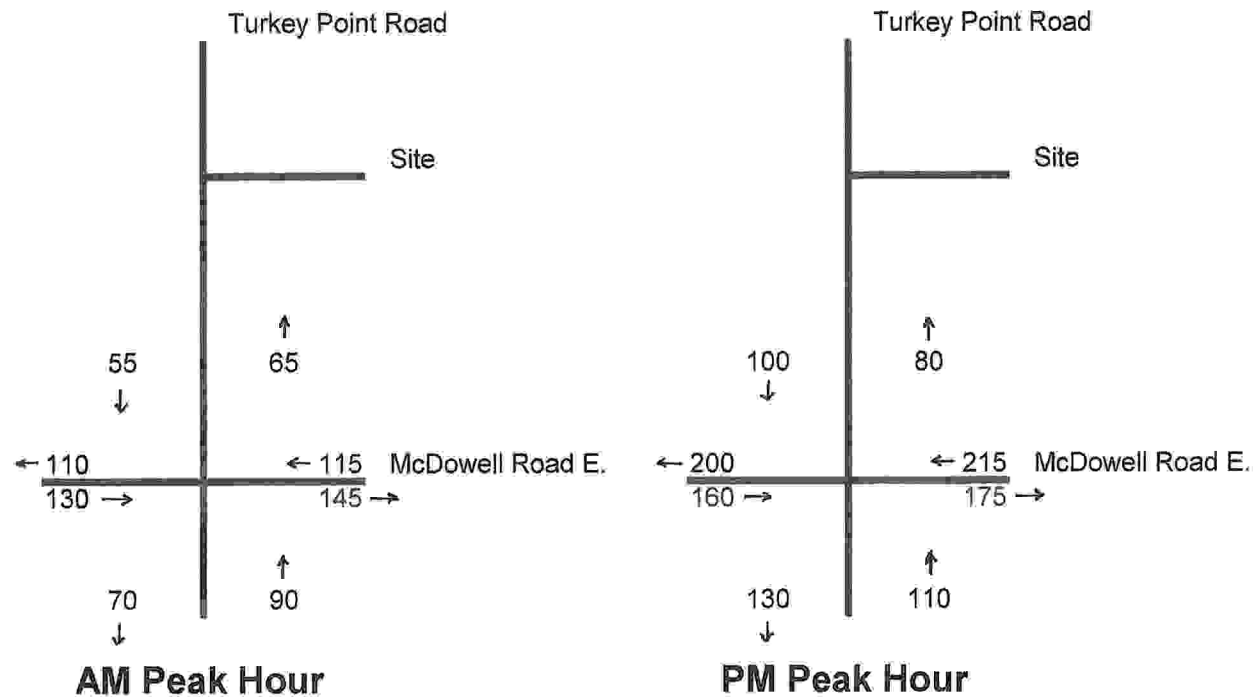 Turkey Point Road
Site
55 ↓
↑ 65
← 110
130 →
← 115
145 →
McDowell Road E.
70 ↓
↑ 90
AM Peak Hour
Turkey Point Road
Site
100 ↓
↑ 80
← 200
160 →
← 215
175 →
McDowell Road E.
130 ↓
↑ 110
PM Peak Hour